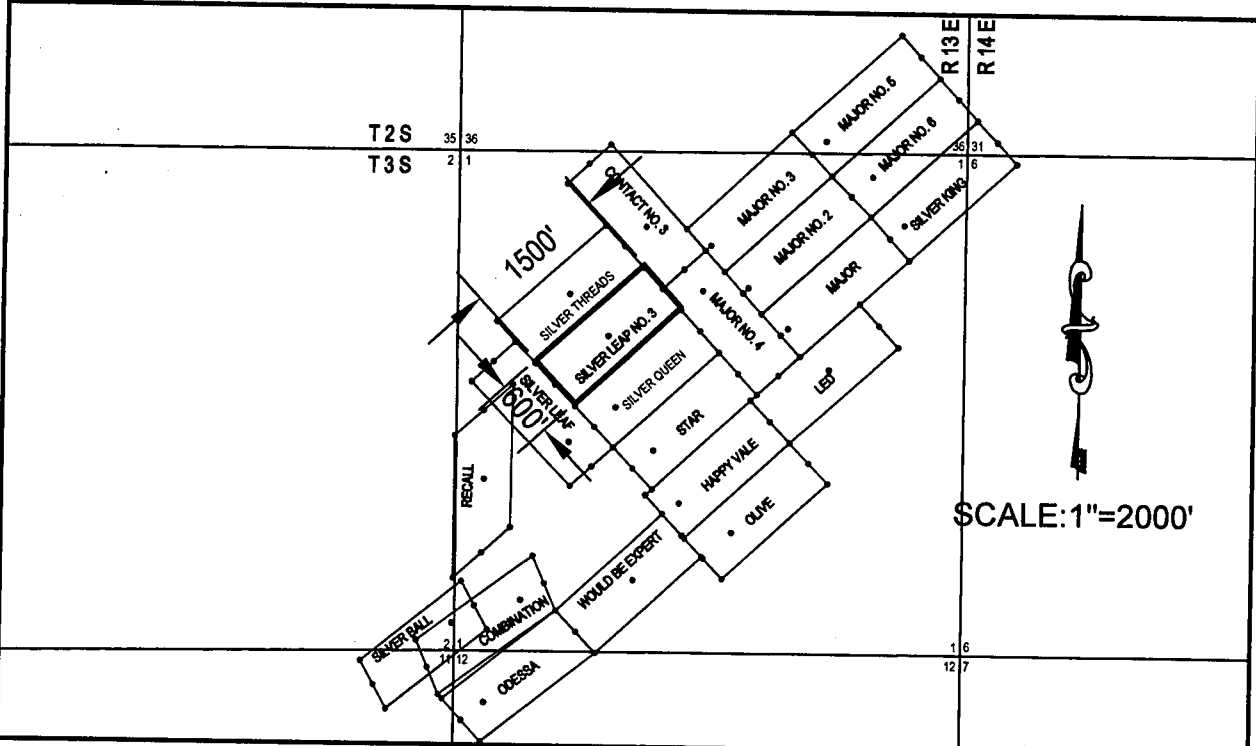 R 13 E
R 14 E
T 2 S
35 36
T 3 S
2 1
36 31
1 6
MAJOR NO. 5
MAJOR NO. 6
SILVER KING
CONTACT NO. 3
MAJOR NO. 3
MAJOR NO. 2
MAJOR
MAJOR NO. 4
1500'
SILVER THREADS
SILVER LEAP NO. 3
SILVER LEAF
600'
SILVER QUEEN
STAR
LED
HAPPY VALE
OLIVE
RECALL
SCALE:1"=2000'
WOULD BE EXPERT
COMBINATION
SILVER BALL
ODESSA
2 1
11 12
1 6
12 7